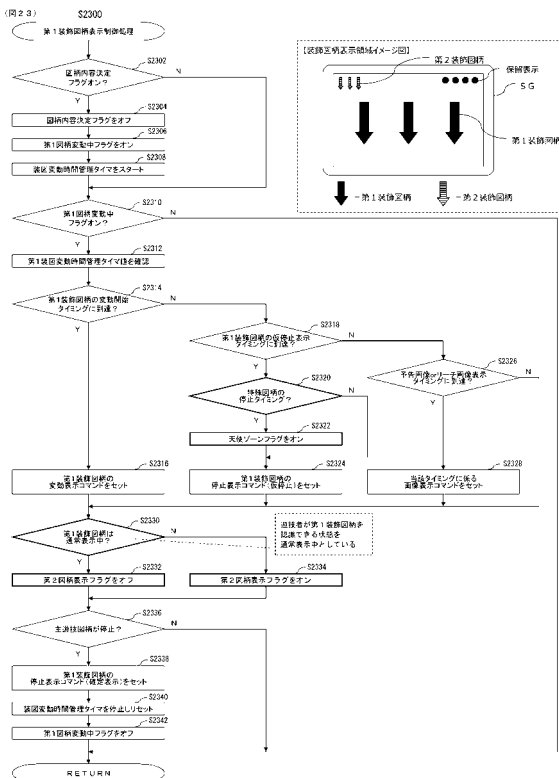 (図23)
S2300
第1装飾図柄表示制御処理
S2302
図柄内容決定
フラグオン?
N
Y
S2304
図柄内容決定フラグをオフ
S2306
第1図柄変動中フラグをオン
S2308
装図変動時間管理タイマをスタート
S2310
第1図柄変動中
フラグオン?
N
Y
S2312
第1装図変動時間管理タイマ値を確認
S2314
第1装飾図柄の変動開始
タイミングに到達?
N
Y
S2318
第1装飾図柄の仮停止表示
タイミングに到達?
N
Y
S2320
特殊図柄の
停止タイミング?
N
Y
S2322
天使ゾーンフラグをオン
S2326
予告画像orリーチ画像表示
タイミングに到達?
N
Y
S2316
第1装飾図柄の
変動表示コマンドをセット
S2324
第1装飾図柄の
停止表示コマンド(仮停止)をセット
S2328
当該タイミングに係る
画像表示コマンドをセット
S2330
第1装飾図柄は
通常表示中?
N
Y
遊技者が第1装飾図柄を
認識できる状態を
通常表示中としている
S2332
第2図柄表示フラグをオフ
S2334
第2図柄表示フラグをオン
S2336
主遊技図柄が停止?
N
Y
S2338
第1装飾図柄の
停止表示コマンド(確定表示)をセット
S2340
装図変動時間管理タイマを停止しリセット
S2342
第1図柄変動中フラグをオフ
RETURN
【装飾図柄表示領域イメージ図】
第2装飾図柄
保留表示
SG
第1装飾図柄
=第1装飾図柄
=第2装飾図柄